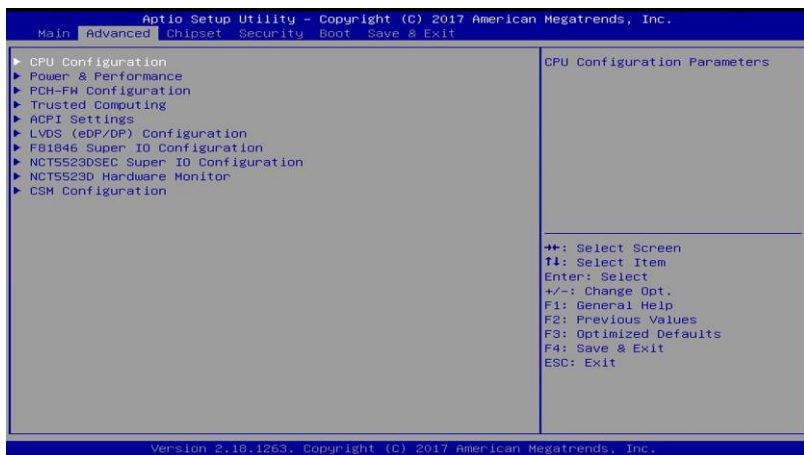 Aptio Setup Utility – Copyright (C) 2017 American Megatrends, Inc.
Main Advanced Chipset Security Boot Save & Exit
▶ CPU Configuration
▶ Power & Performance
▶ PCH-FW Configuration
▶ Trusted Computing
▶ ACPI Settings
▶ LVDS (eDP/DP) Configuration
▶ F81846 Super IO Configuration
▶ NCT5523DSEC Super IO Configuration
▶ NCT5523D Hardware Monitor
▶ CSM Configuration
CPU Configuration Parameters
→←: Select Screen
↑↓: Select Item
Enter: Select
+/-: Change Opt.
F1: General Help
F2: Previous Values
F3: Optimized Defaults
F4: Save & Exit
ESC: Exit
Version 2.18.1263. Copyright (C) 2017 American Megatrends, Inc.